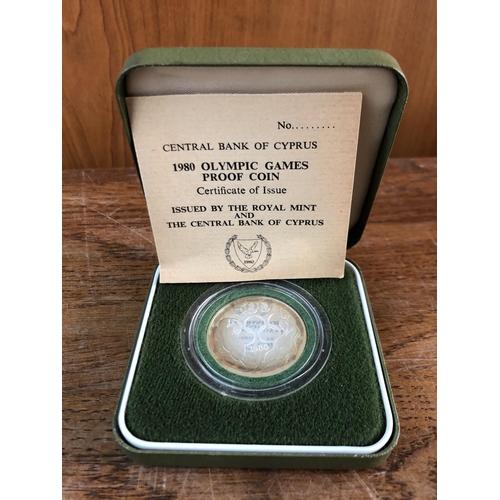 No.........
CENTRAL BANK OF CYPRUS
1980 OLYMPIC GAMES
PROOF COIN
Certificate of Issue
ISSUED BY THE ROYAL MINT
AND
THE CENTRAL BANK OF CYPRUS
1960